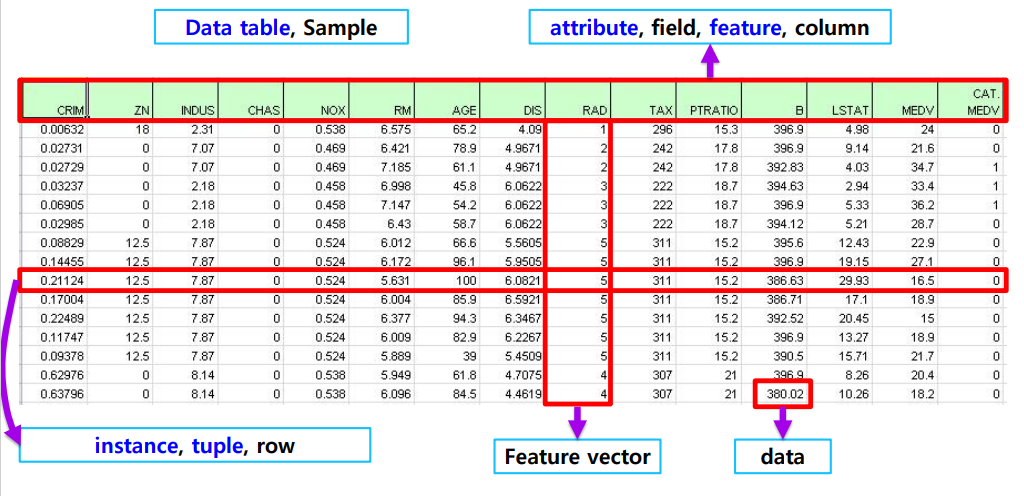 Data table, Sample
attribute, field, feature, column
CRIM ZN INDUS CHAS NOX RM AGE DIS RAD TAX PTRATIO B LSTAT MEDV CAT. MEDV
0.00632 18 2.31 0 0.538 6.575 65.2 4.09 1 296 15.3 396.9 4.98 24 0
0.02731 0 7.07 0 0.469 6.421 78.9 4.9671 2 242 17.8 396.9 9.14 21.6 0
0.02729 0 7.07 0 0.469 7.185 61.1 4.9671 2 242 17.8 392.83 4.03 34.7 1
0.03237 0 2.18 0 0.458 6.998 45.8 6.0622 3 222 18.7 394.63 2.94 33.4 1
0.06905 0 2.18 0 0.458 7.147 54.2 6.0622 3 222 18.7 396.9 5.33 36.2 1
0.02985 0 2.18 0 0.458 6.43 58.7 6.0622 3 222 18.7 394.12 5.21 28.7 0
0.08829 12.5 7.87 0 0.524 6.012 66.6 5.5605 5 311 15.2 395.6 12.43 22.9 0
0.14455 12.5 7.87 0 0.524 6.172 96.1 5.9505 5 311 15.2 396.9 19.15 27.1 0
0.21124 12.5 7.87 0 0.524 5.631 100 6.0821 5 311 15.2 386.63 29.93 16.5 0
0.17004 12.5 7.87 0 0.524 6.004 85.9 6.5921 5 311 15.2 386.71 17.1 18.9 0
0.22489 12.5 7.87 0 0.524 6.377 94.3 6.3467 5 311 15.2 392.52 20.45 15 0
0.11747 12.5 7.87 0 0.524 6.009 82.9 6.2267 5 311 15.2 396.9 13.27 18.9 0
0.09378 12.5 7.87 0 0.524 5.889 39 5.4509 5 311 15.2 390.5 15.71 21.7 0
0.62976 0 8.14 0 0.538 5.949 61.8 4.7075 4 307 21 396.9 8.26 20.4 0
0.63796 0 8.14 0 0.538 6.096 84.5 4.4619 4 307 21 380.02 10.26 18.2 0
instance, tuple, row
Feature vector
data